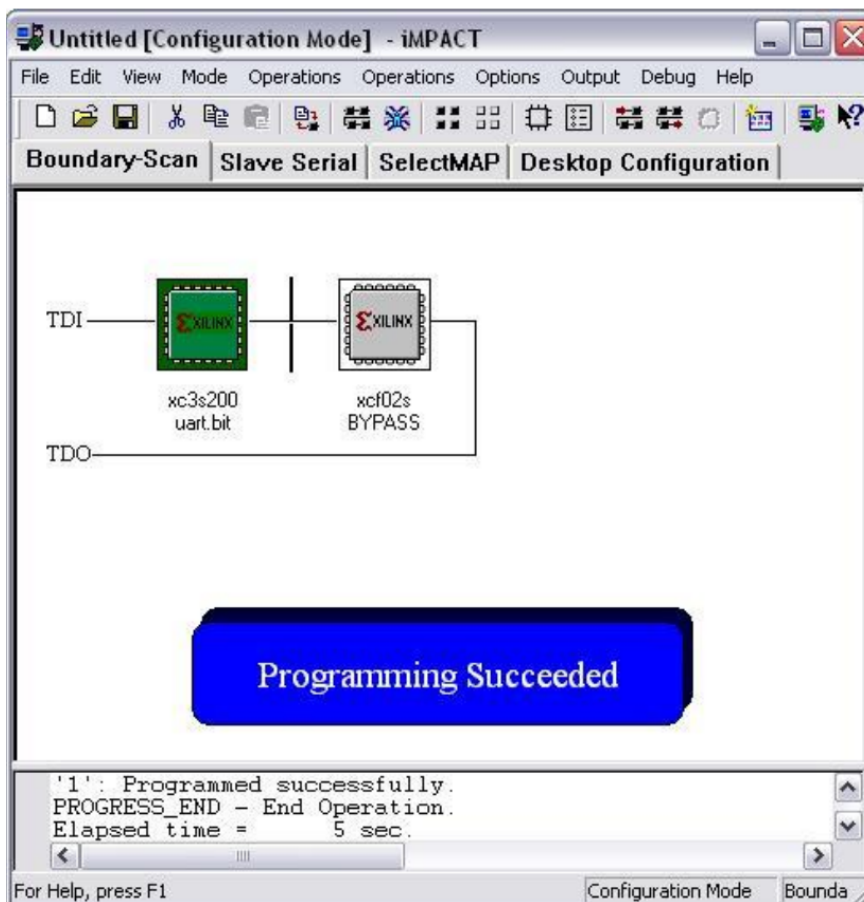 Untitled [Configuration Mode] - iMPACT
File Edit View Mode Operations Operations Options Output Debug Help
Boundary-Scan Slave Serial SelectMAP Desktop Configuration
TDI
XILINX XILINX
xc3s200 xcf02s
uart.bit BYPASS
TDO
Programming Succeeded
'1': Programmed successfully.
PROGRESS_END - End Operation.
Elapsed time = 5 sec.
For Help, press F1 Configuration Mode Bounda